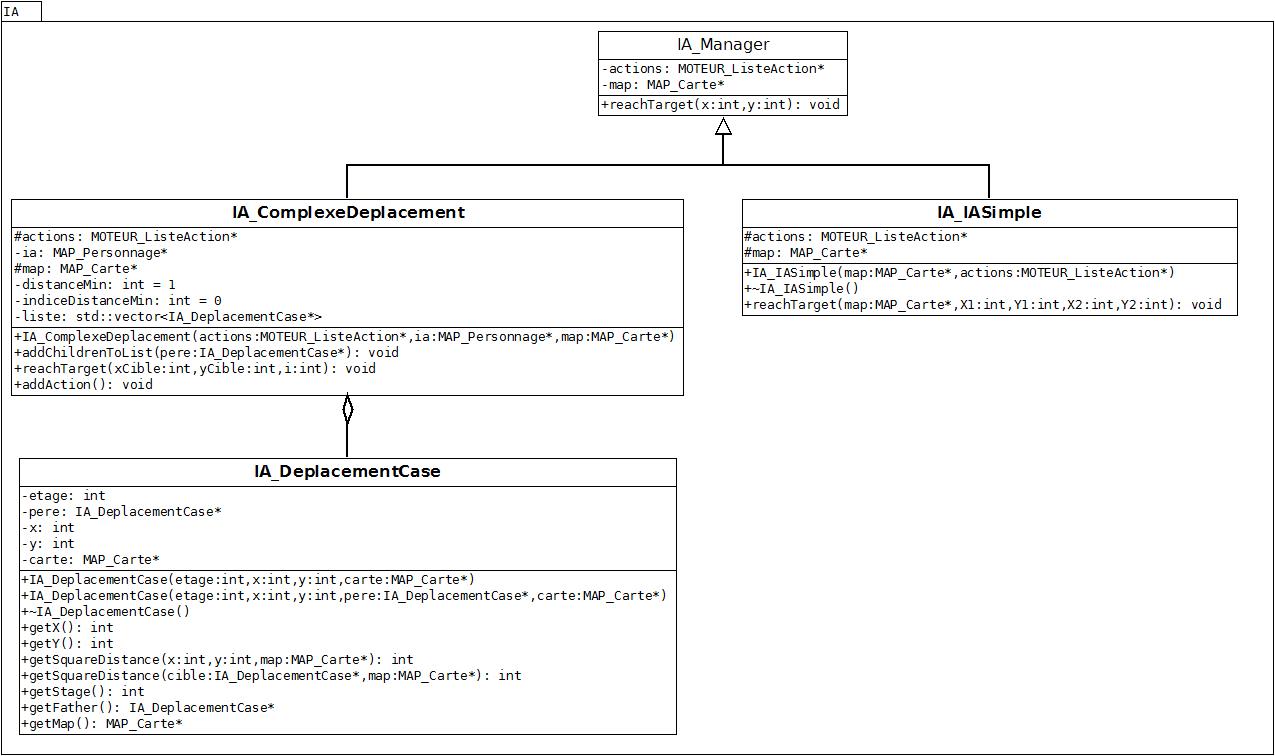 IA
IA_Manager
-actions: MOTEUR_ListeAction*
-map: MAP_Carte*
+reachTarget(x:int,y:int): void
IA_ComplexeDeplacement
#actions: MOTEUR_ListeAction*
-ia: MAP_Personnage*
#map: MAP_Carte*
-distanceMin: int = 1
-indiceDistanceMin: int = 0
-liste: std::vector<IA_DeplacementCase*>
+IA_ComplexeDeplacement(actions:MOTEUR_ListeAction*,ia:MAP_Personnage*,map:MAP_Carte*)
+addChildrenToList(pere:IA_DeplacementCase*): void
+reachTarget(xCible:int,yCible:int,i:int): void
+addAction(): void
IA_IASimple
#actions: MOTEUR_ListeAction*
#map: MAP_Carte*
+IA_IASimple(map:MAP_Carte*,actions:MOTEUR_ListeAction*)
+~IA_IASimple()
+reachTarget(map:MAP_Carte*,X1:int,Y1:int,X2:int,Y2:int): void
IA_DeplacementCase
-etage: int
-pere: IA_DeplacementCase*
-x: int
-y: int
-carte: MAP_Carte*
+IA_DeplacementCase(etage:int,x:int,y:int,carte:MAP_Carte*)
+IA_DeplacementCase(etage:int,x:int,y:int,pere:IA_DeplacementCase*,carte:MAP_Carte*)
+~IA_DeplacementCase()
+getX(): int
+getY(): int
+getSquareDistance(x:int,y:int,map:MAP_Carte*): int
+getSquareDistance(cible:IA_DeplacementCase*,map:MAP_Carte*): int
+getStage(): int
+getFather(): IA_DeplacementCase*
+getMap(): MAP_Carte*